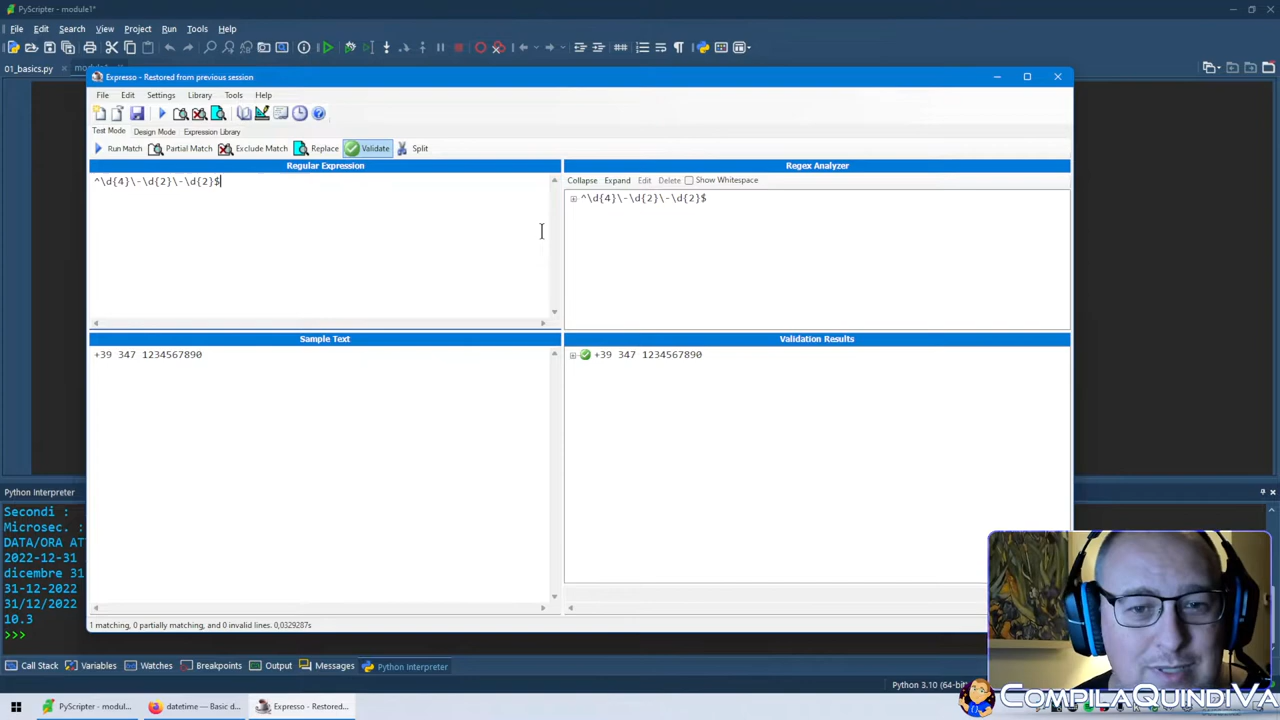 PyScripter - module1*
File Edit Search View Project Run Tools Help
01_basics.py
Expresso - Restored from previous session
File Edit Settings Library Tools Help
Test Mode Design Mode Expression Library
Run Match Partial Match Exclude Match Replace Validate Split
Regular Expression
^\d{4}\-\d{2}\-\d{2}$
Regex Analyzer
Collapse Expand Edit Delete Show Whitespace
^\d{4}\-\d{2}\-\d{2}$
Sample Text
+39 347 1234567890
Validation Results
+39 347 1234567890
1 matching, 0 partially matching, and 0 invalid lines. 0,0329287s
Python Interpreter
Secondi :
Microsec. :
DATA/ORA AT
2022-12-31
dicembre 31
31-12-2022
31/12/2022
10.3
>>>
Call Stack Variables Watches Breakpoints Output Messages Python Interpreter
Python 3.10 (64-bit)
PyScripter - modul... datetime — Basic d... Expresso - Restored...
COMPILAQUINDIVA